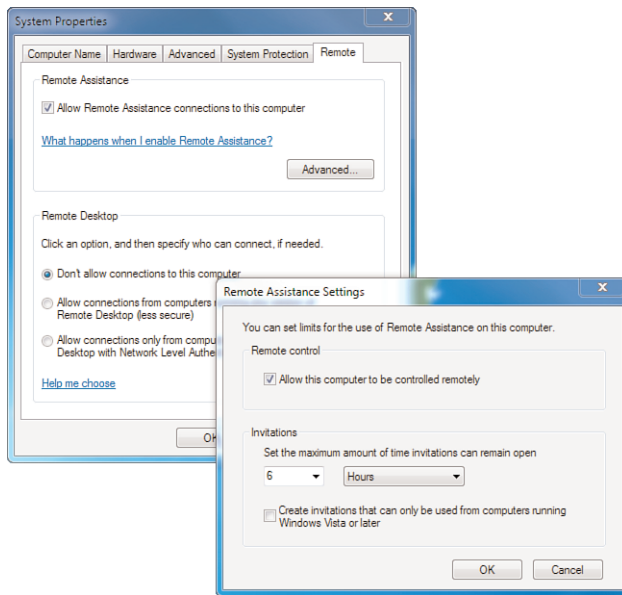 System Properties
Computer Name
Hardware
Advanced
System Protection
Remote
Remote Assistance
Allow Remote Assistance connections to this computer
What happens when I enable Remote Assistance?
Advanced...
Remote Desktop
Click an option, and then specify who can connect, if needed.
Don't allow connections to this computer
Allow connections from computers
Remote Desktop (less secure)
Allow connections only from
Desktop with Network Level
Help me choose
Remote Assistance Settings
You can set limits for the use of Remote Assistance on this computer.
Remote control
Allow this computer to be controlled remotely
Invitations
Set the maximum amount of time invitations can remain open
6
Hours
Create invitations that can only be used from computers running
Windows Vista or later
OK
Cancel